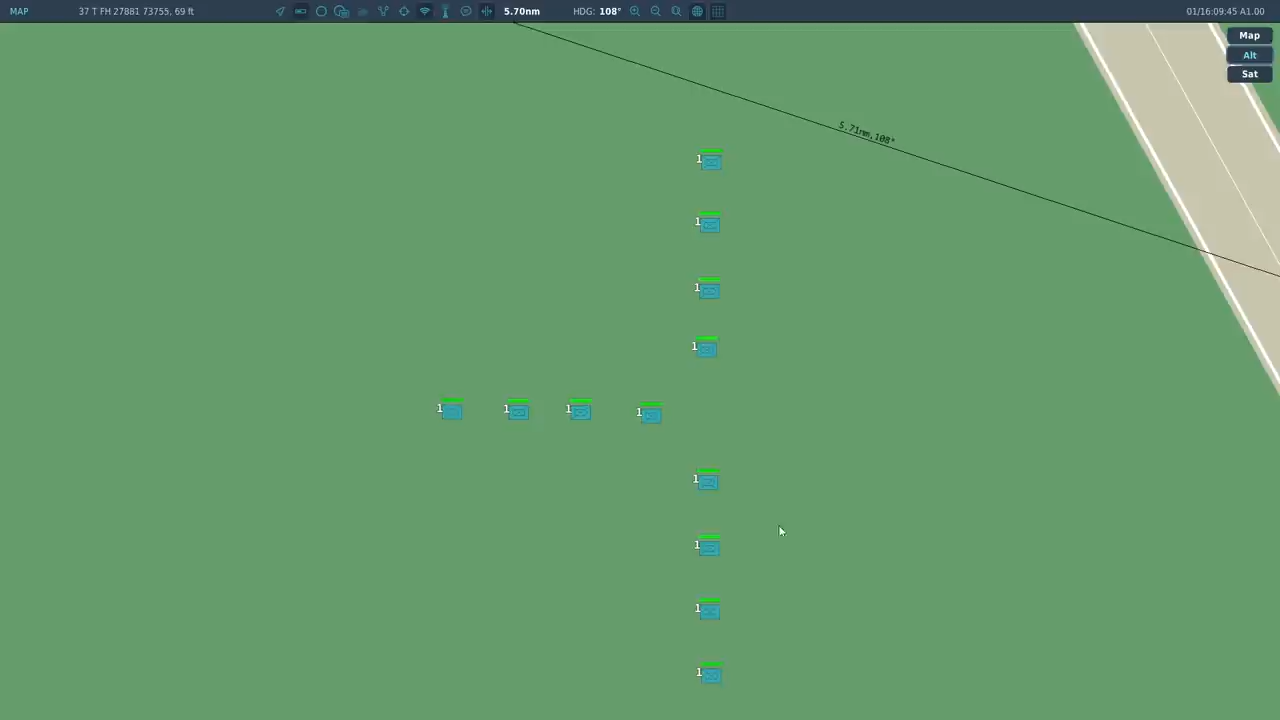 MAP 37 T FH 27881 73755, 69 ft 5.70nm HDG: 108° 01/16:09:45 A1.00
Map
Alt
Sat
5.71nm,108°
1
1
1
1
1 1 1 1
1
1
1
1